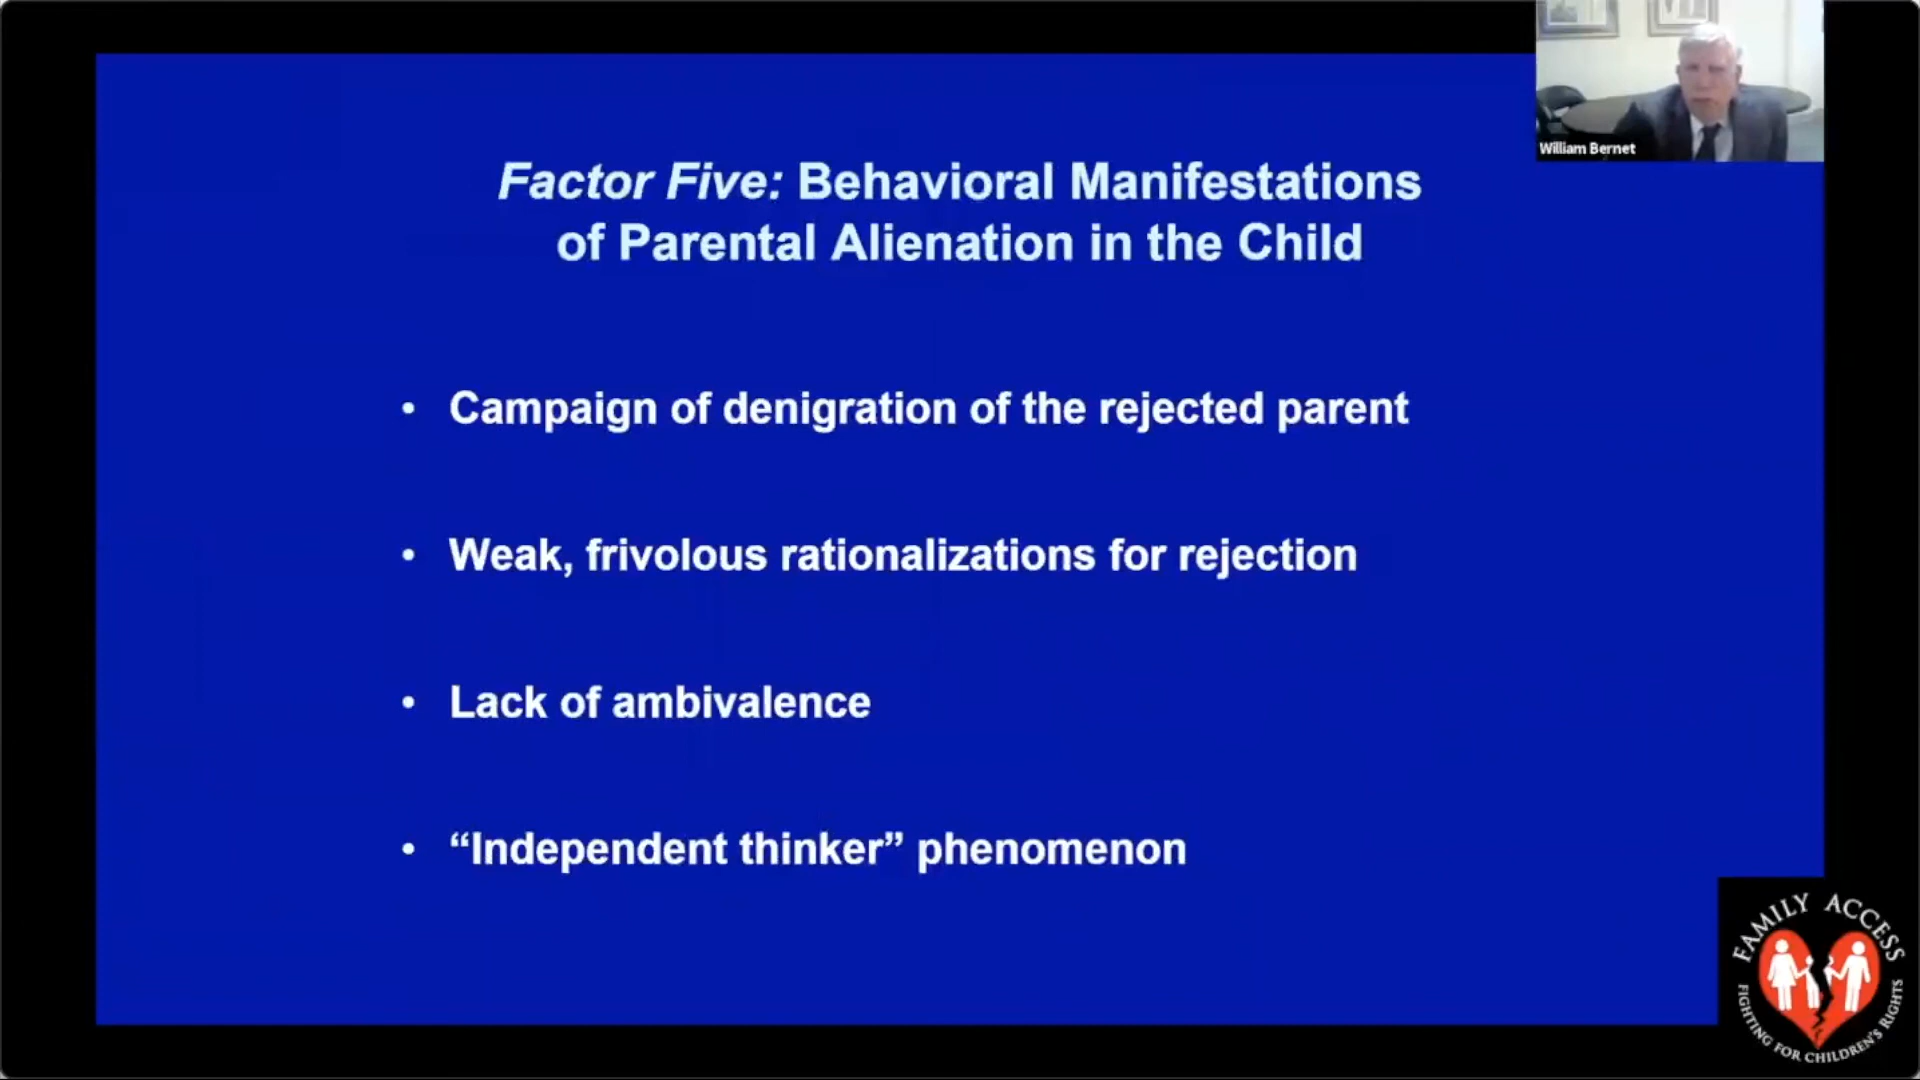 William Bernet
Factor Five: Behavioral Manifestations
of Parental Alienation in the Child
• Campaign of denigration of the rejected parent
• Weak, frivolous rationalizations for rejection
• Lack of ambivalence
• “Independent thinker” phenomenon
FAMILY ACCESS
FIGHTING FOR CHILDREN'S RIGHTS